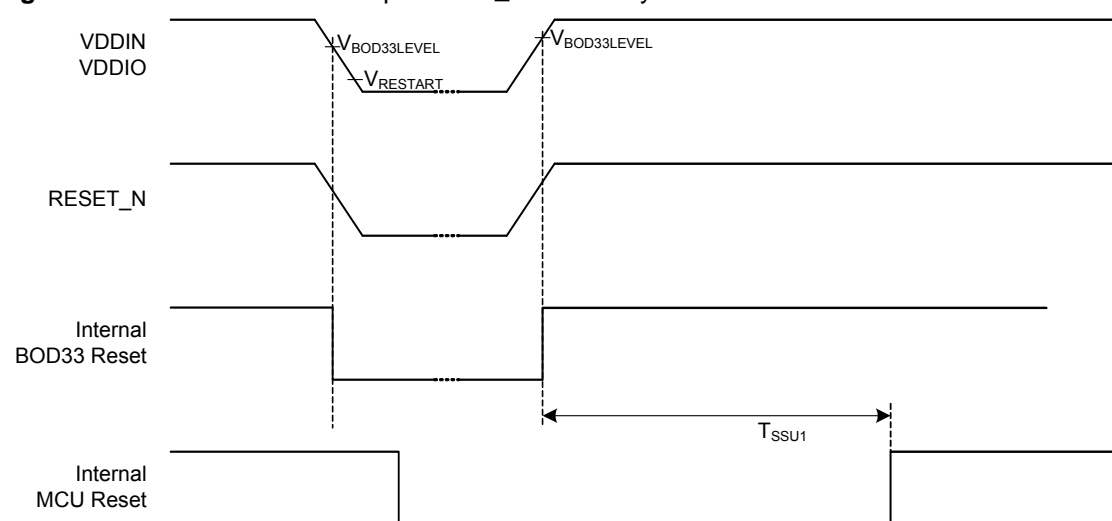 VDDIN
VDDIO
VBOD33LEVEL
VRESTART
VBOD33LEVEL
RESET_N
Internal
BOD33 Reset
TSSU1
Internal
MCU Reset